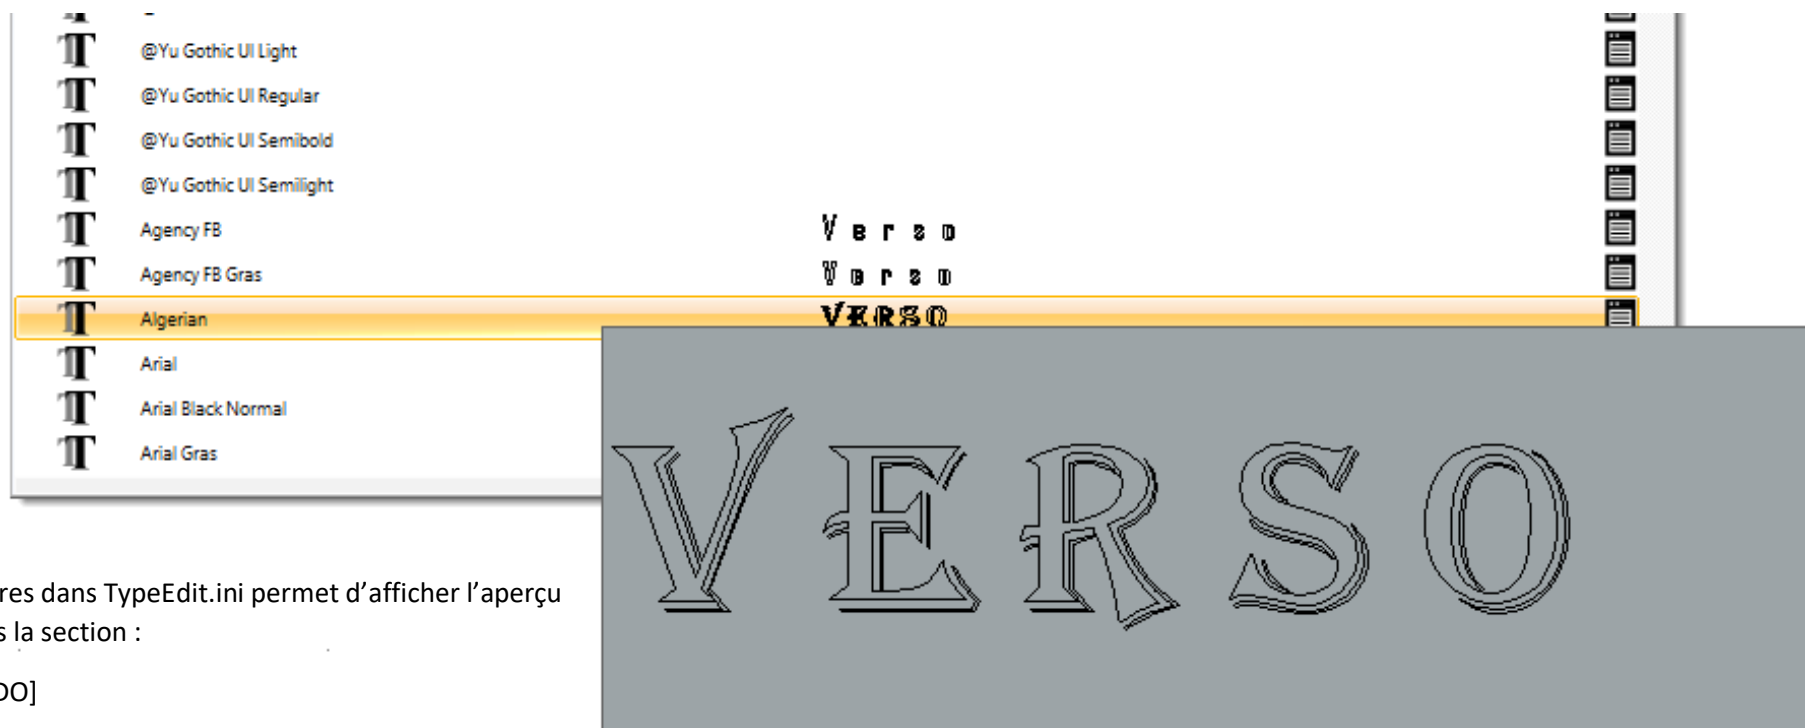 @Yu Gothic UI Light
@Yu Gothic UI Regular
@Yu Gothic UI Semibold
@Yu Gothic UI Semilight
Agency FB Verso
Agency FB Gras Verso
Algerian VERSO
Arial
Arial Black Normal
Arial Gras
VERSO
res dans TypeEdit.ini permet d’afficher l’aperçu
s la section :
DO]